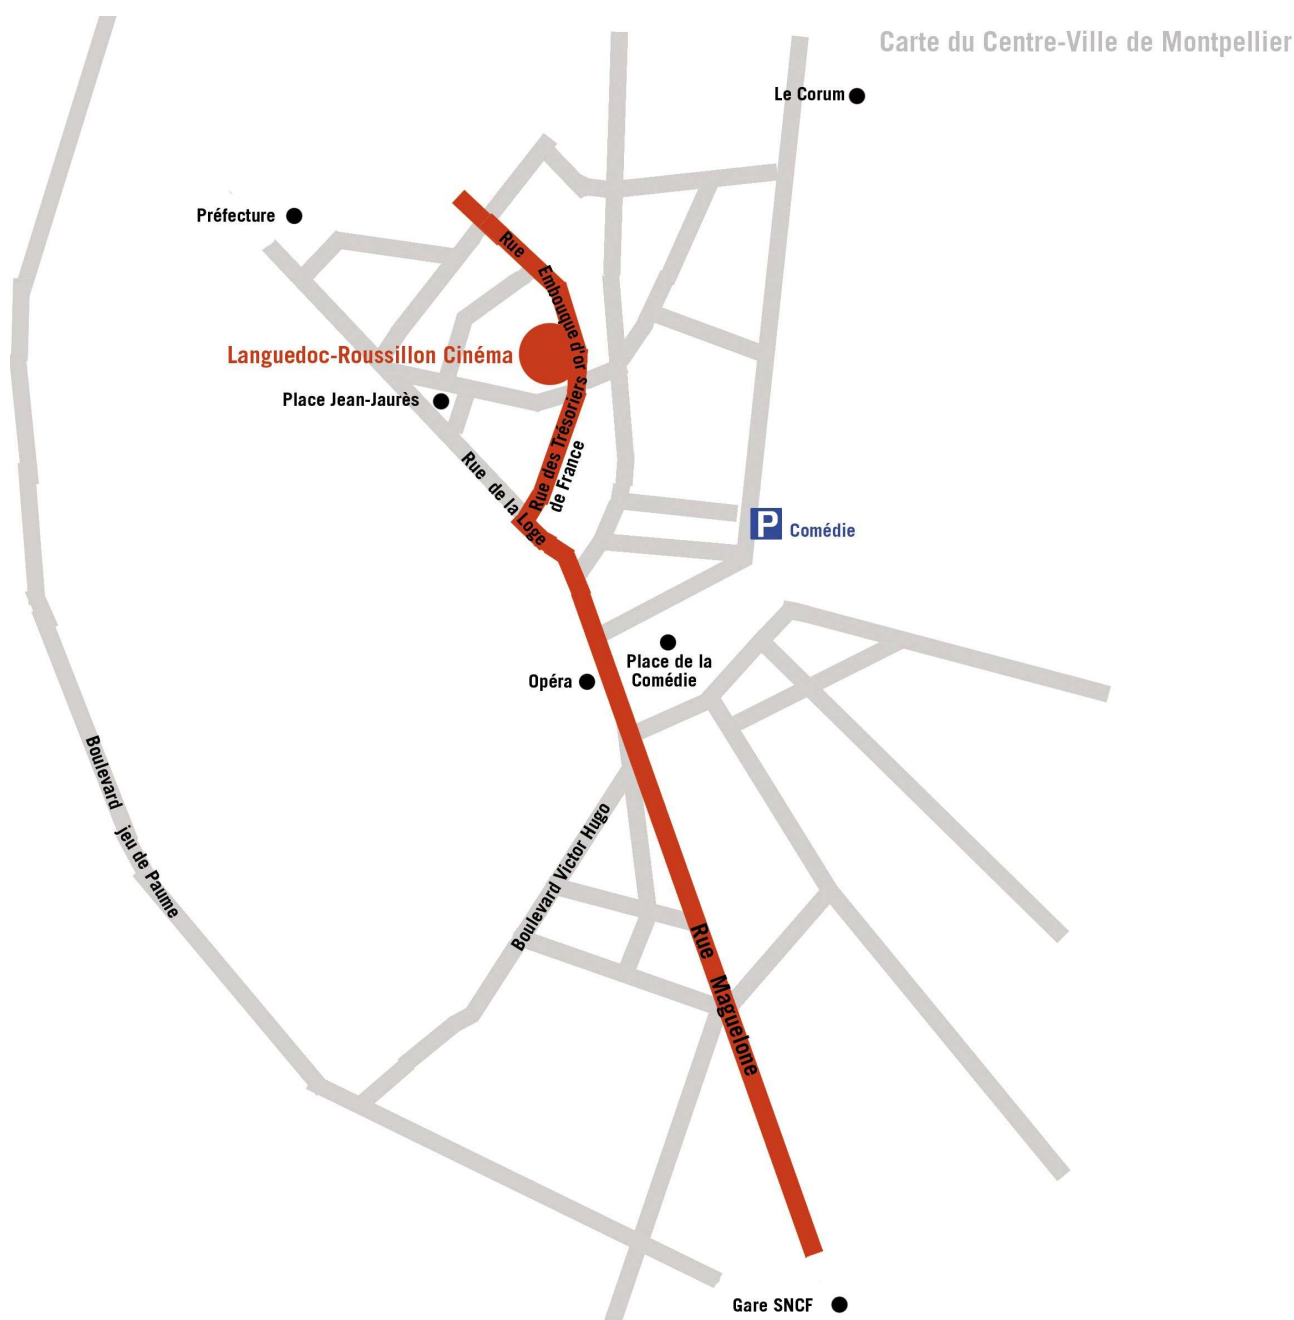 Carte du Centre-Ville de Montpellier
Le Corum
Préfecture
Rue Embouque d'or
Languedoc-Roussillon Cinéma
Place Jean-Jaurès
Rue des Trésoriers
de France
Rue de la Loge
P Comédie
Place de la
Comédie
Opéra
Boulevard jeu de Paume
Boulevard Victor Hugo
Rue Maguelone
Gare SNCF